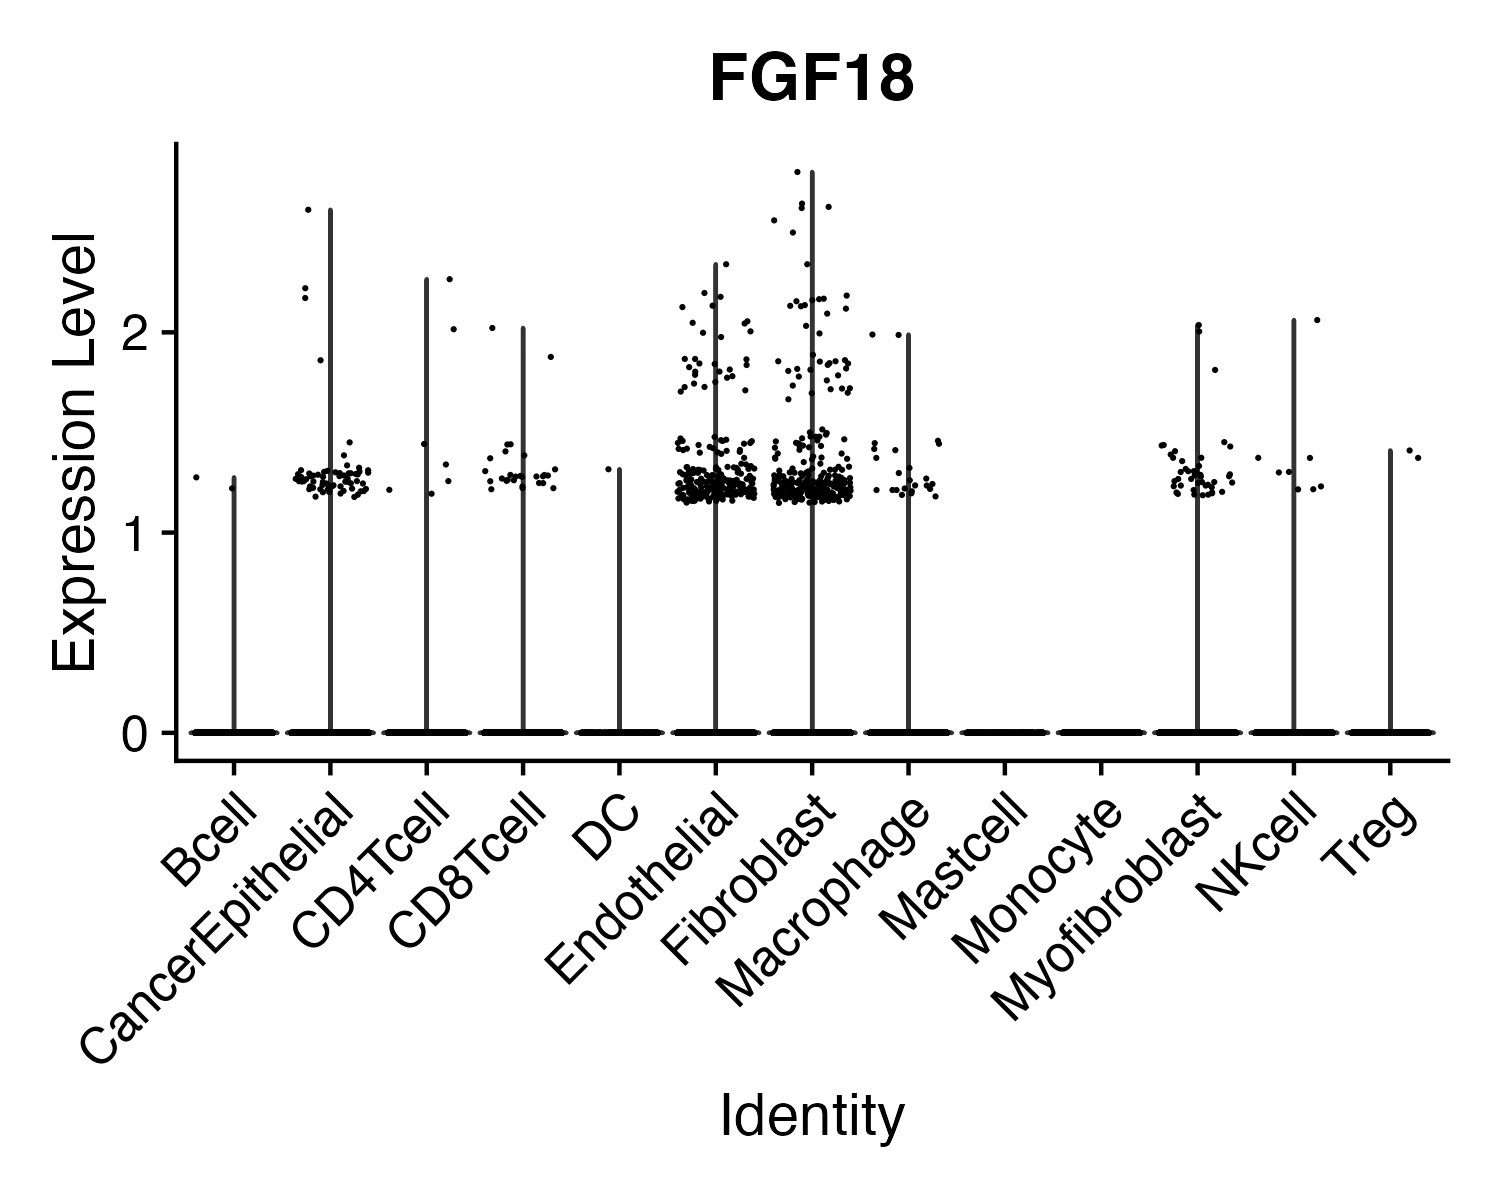 FGF18
Expression Level
2
1
0
Bcell
CancerEpithelial
CD4Tcell
CD8Tcell
DC
Endothelial
Fibroblast
Macrophage
Mastcell
Monocyte
Myofibroblast
NKcell
Treg
Identity